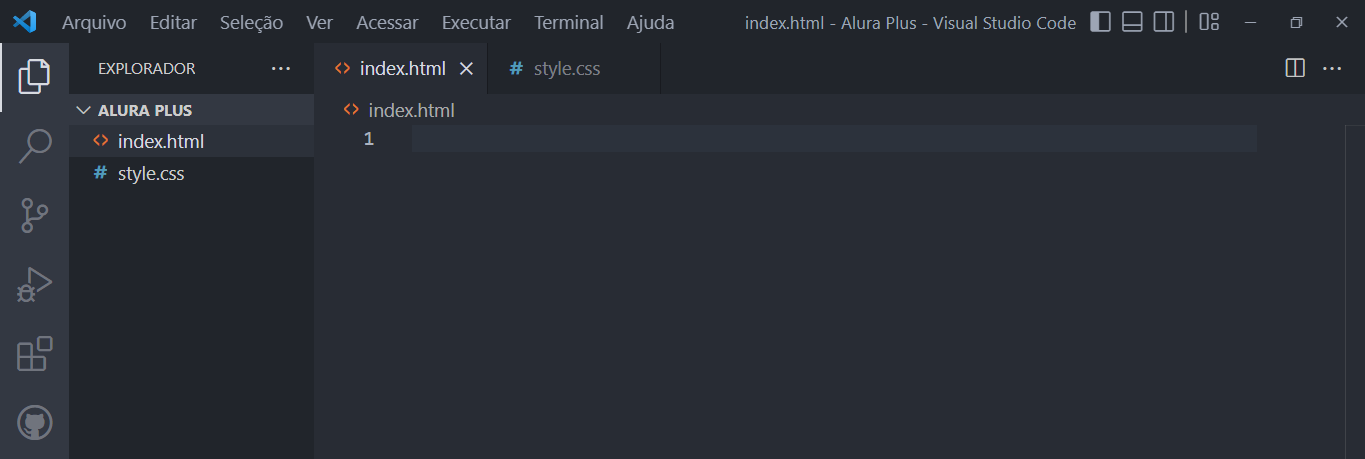 Arquivo Editar Seleção Ver Acessar Executar Terminal Ajuda index.html - Alura Plus - Visual Studio Code
EXPLORADOR ···
ALURA PLUS
index.html
style.css
index.html style.css ···
index.html
1